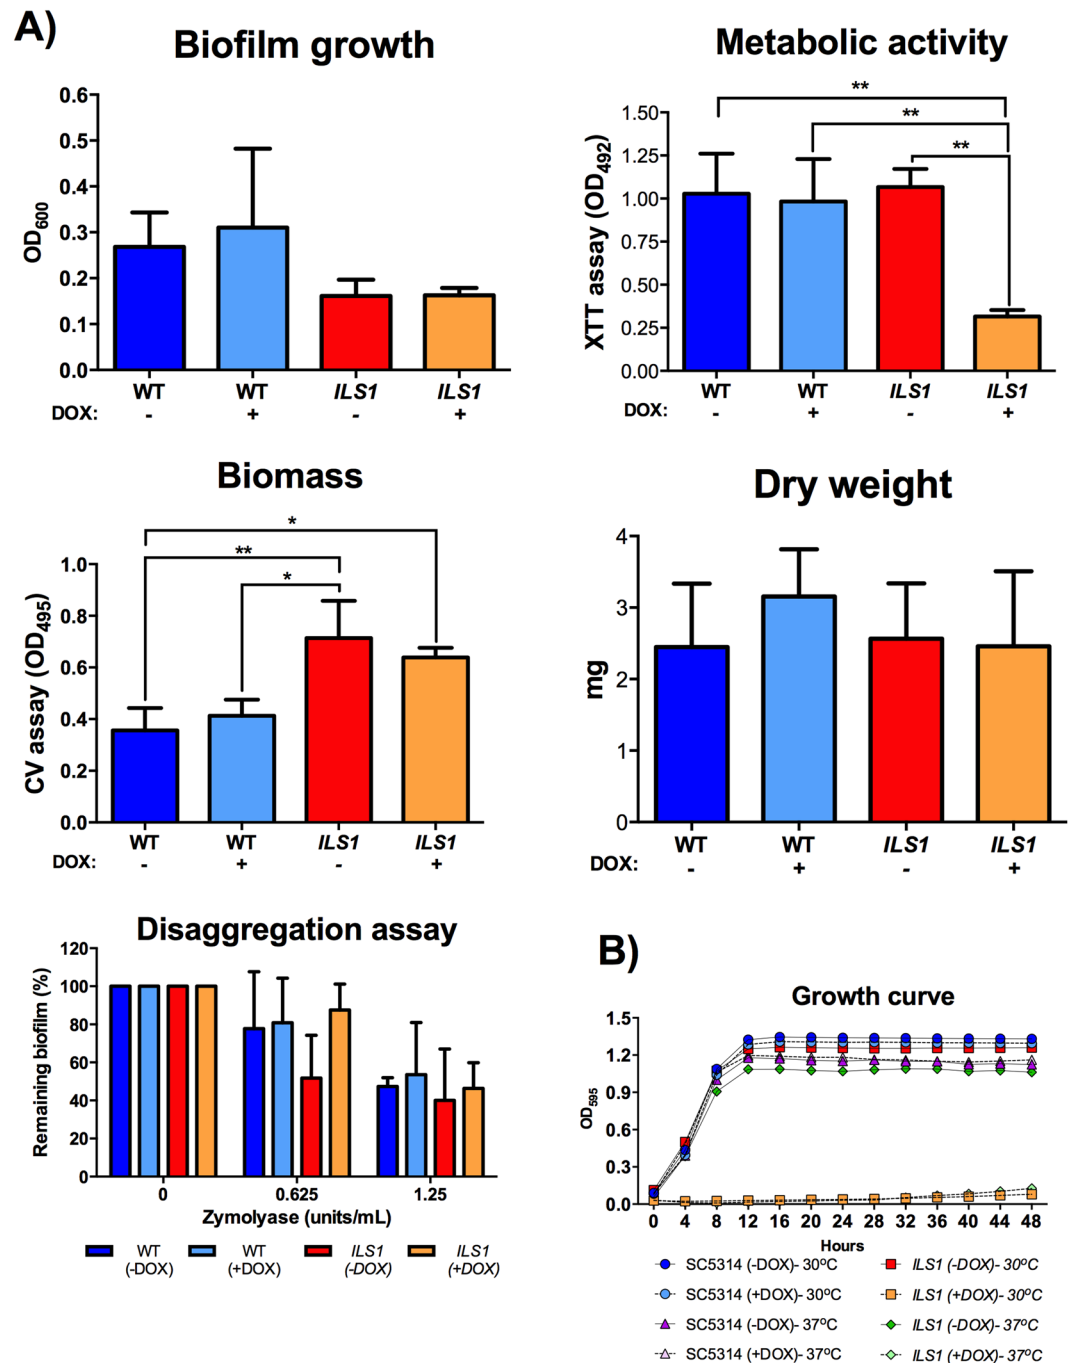 A)
Biofilm growth
OD600
0.6
0.5
0.4
0.3
0.2
0.1
0.0
WT WT ILS1 ILS1
DOX: - + - +
Metabolic activity
XTT assay (OD492)
1.50
1.25
1.00
0.75
0.50
0.25
0.00
**
**
**
WT WT ILS1 ILS1
DOX: - + - +
Biomass
CV assay (OD495)
1.0
0.8
0.6
0.4
0.2
0.0
*
**
*
WT WT ILS1 ILS1
DOX: - + - +
Dry weight
mg
4
3
2
1
0
WT WT ILS1 ILS1
DOX: - + - +
Disaggregation assay
Remaining biofilm (%)
120
100
80
60
40
20
0
0 0.625 1.25
Zymolyase (units/mL)
WT WT ILS1 ILS1
(-DOX) (+DOX) (-DOX) (+DOX)
B)
Growth curve
OD595
1.5
1.2
0.9
0.6
0.3
0.0
0 4 8 12 16 20 24 28 32 36 40 44 48
Hours
SC5314 (-DOX)- 30ºC ILS1 (-DOX)- 30ºC
SC5314 (+DOX)- 30ºC ILS1 (+DOX)- 30ºC
SC5314 (-DOX)- 37ºC ILS1 (-DOX)- 37ºC
SC5314 (+DOX)- 37ºC ILS1 (+DOX)- 37ºC